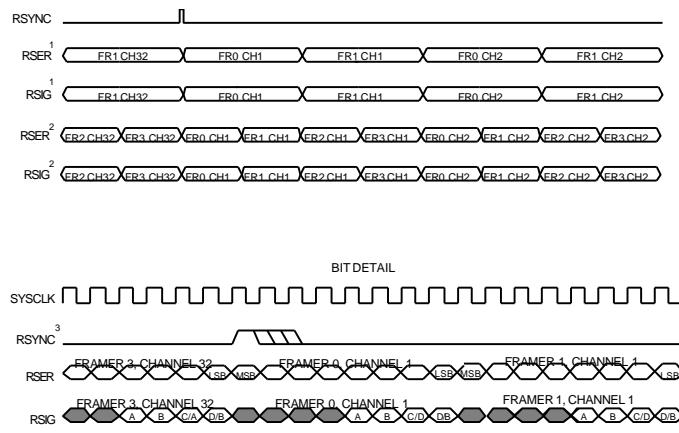 RSYNC
RSER 1 FR1 CH32 FR0 CH1 FR1 CH1 FR0 CH2 FR1 CH2
RSIG 1 FR1 CH32 FR0 CH1 FR1 CH1 FR0 CH2 FR1 CH2
RSER 2 FR2 CH32 FR3 CH32 FR0 CH1 FR1 CH1 FR2 CH1 FR3 CH1 FR0 CH2 FR1 CH2 FR2 CH2 FR3 CH2
RSIG 2 FR2 CH32 FR3 CH32 FR0 CH1 FR1 CH1 FR2 CH1 FR3 CH1 FR0 CH2 FR1 CH2 FR2 CH2 FR3 CH2
BIT DETAIL
SYSCLK
RSYNC 3
FRAMER 3, CHANNEL 32 FRAMER 0, CHANNEL 1 FRAMER 1, CHANNEL 1
RSER LSB MSB LSB MSB LSB
FRAMER 3, CHANNEL 32 FRAMER 0, CHANNEL 1 FRAMER 1, CHANNEL 1
RSIG A B C/A D/B A B C/D D/B A B C/D D/B